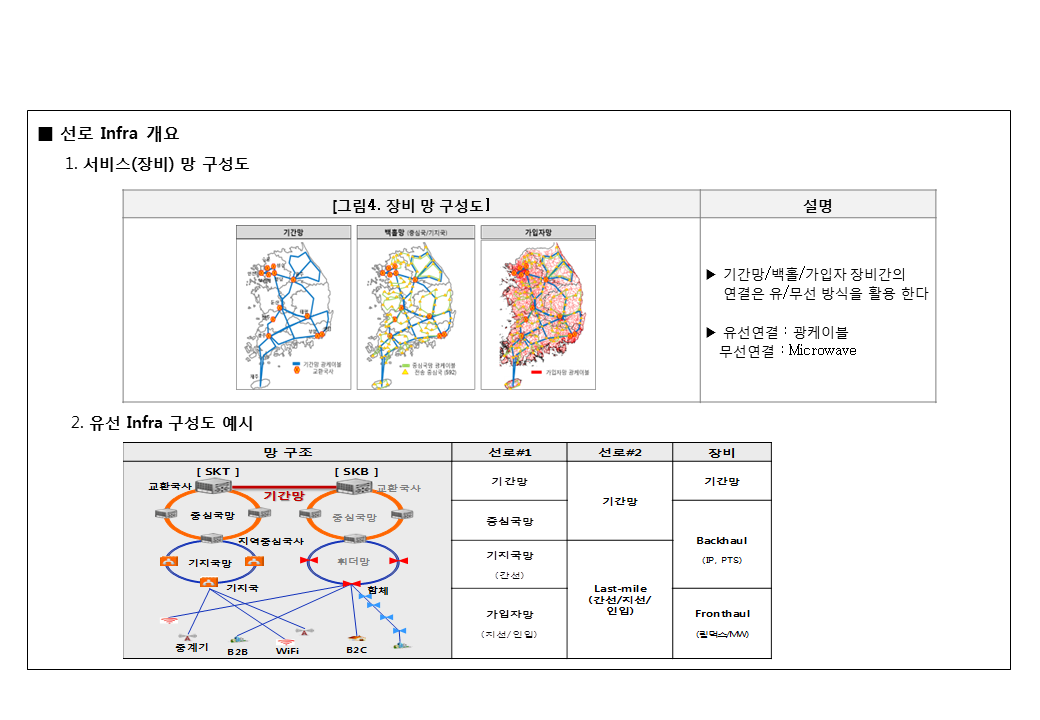 ■ 선로 Infra 개요
1. 서비스(장비) 망 구성도
[그림4. 장비 망 구성도]
설명
기간망
백홀망 (중심국/기지국)
가입자망
기간망 광케이블
교환국사
중심국망 광케이블
전송 중심국 (592)
가입자망 광케이블
▶ 기간망/백홀/가입자 장비간의
연결은 유/무선 방식을 활용 한다
▶ 유선연결 : 광케이블
무선연결 : Microwave
2. 유선 Infra 구성도 예시
망 구조
선로#1
선로#2
장비
[ SKT ]
[ SKB ]
교환국사
기간망
교환국사
중심국망
중심국망
지역중심국사
기지국망
휘더망
기지국
함체
중계기
B2B
WiFi
B2C
기간망
중심국망
기지국망
(간선)
가입자망
(지선/인입)
기간망
Last-mile
(간선/지선/
인입)
기간망
Backhaul
(IP, PTS)
Fronthaul
(링먹스/MW)